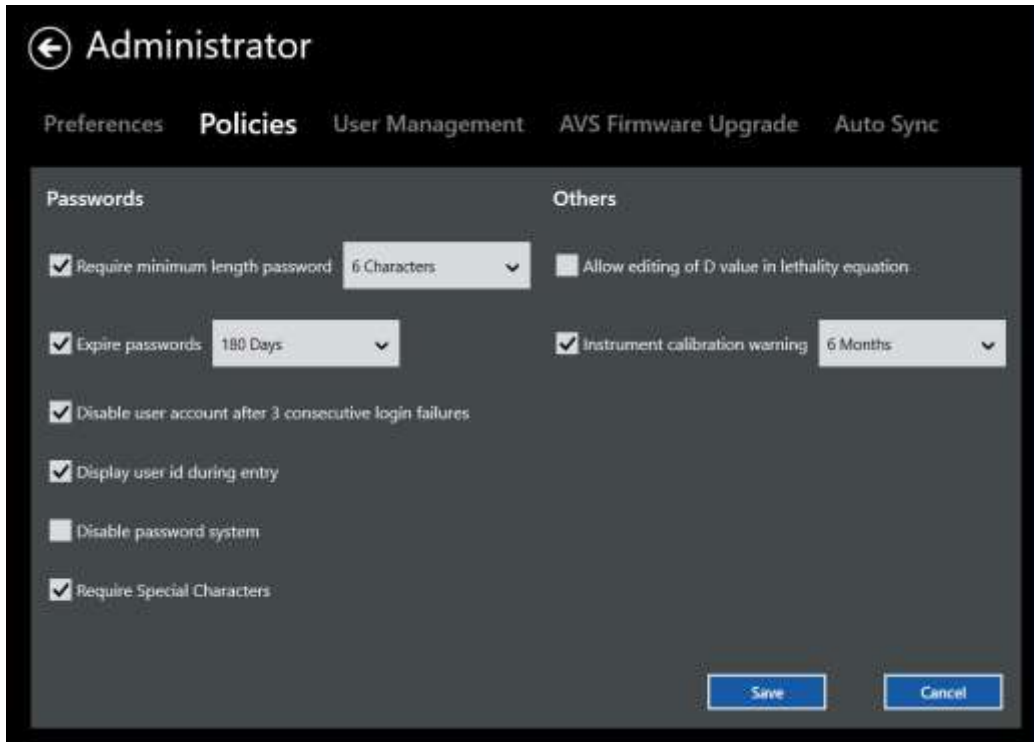 Administrator
Preferences Policies User Management AVS Firmware Upgrade Auto Sync
Passwords
Require minimum length password 6 Characters
Expire passwords 180 Days
Disable user account after 3 consecutive login failures
Display user id during entry
Disable password system
Require Special Characters
Others
Allow editing of D value in lethality equation
Instrument calibration warning 6 Months
Save Cancel